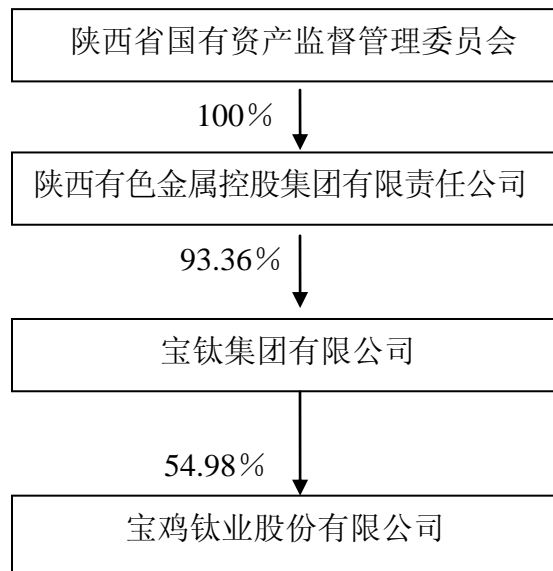 陕西省国有资产监督管理委员会
100％
陕西有色金属控股集团有限责任公司
93.36％
宝钛集团有限公司
54.98％
宝鸡钛业股份有限公司